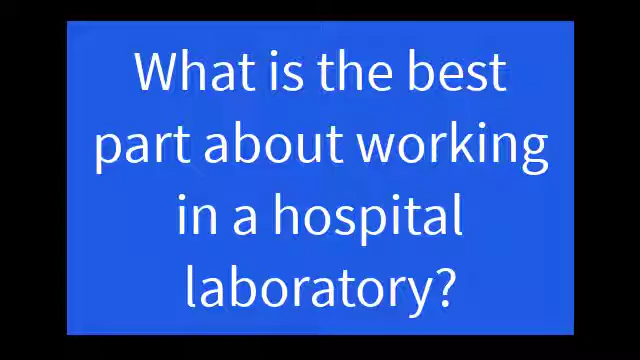 What is the best
part about working
in a hospital
laboratory?